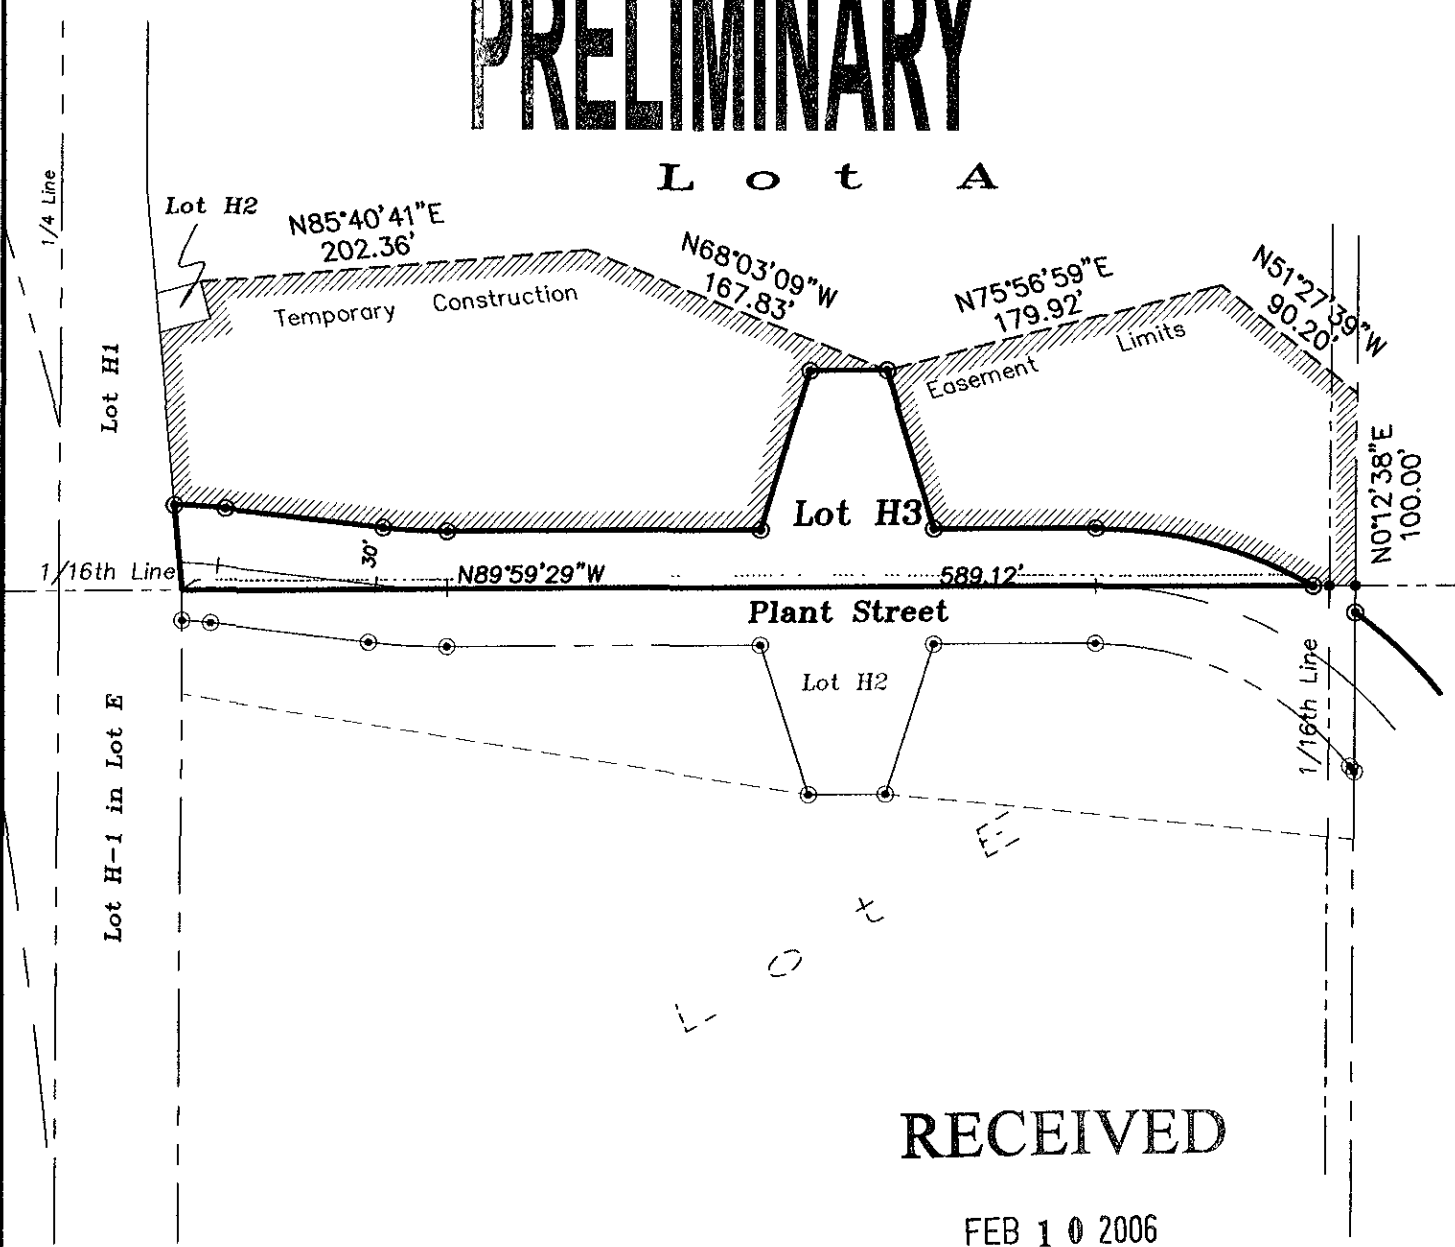 PRELIMINARY
Lot A
1/4 Line
Lot H2
N85°40'41"E
202.36'
N68°03'09"W
167.83'
N75°56'59"E
179.92'
N51°27'39"W
90.20'
Temporary Construction
Easement Limits
Lot H1
N0°12'38"E
100.00'
Lot H3
30'
1/16th Line
N89°59'29"W
589.12'
Plant Street
Lot H2
1/16th Line
Lot H-1 in Lot E
Lot E
RECEIVED
FEB 10 2006